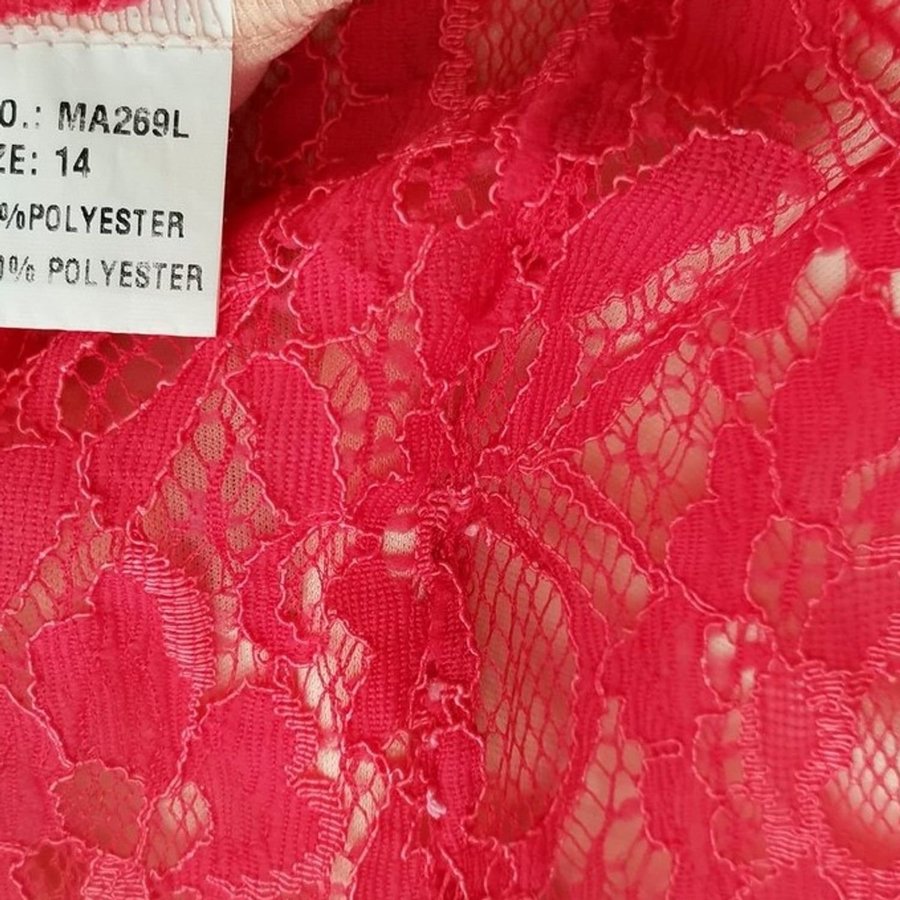 O.: MA269L
ZE: 14
%POLYESTER
0% POLYESTER